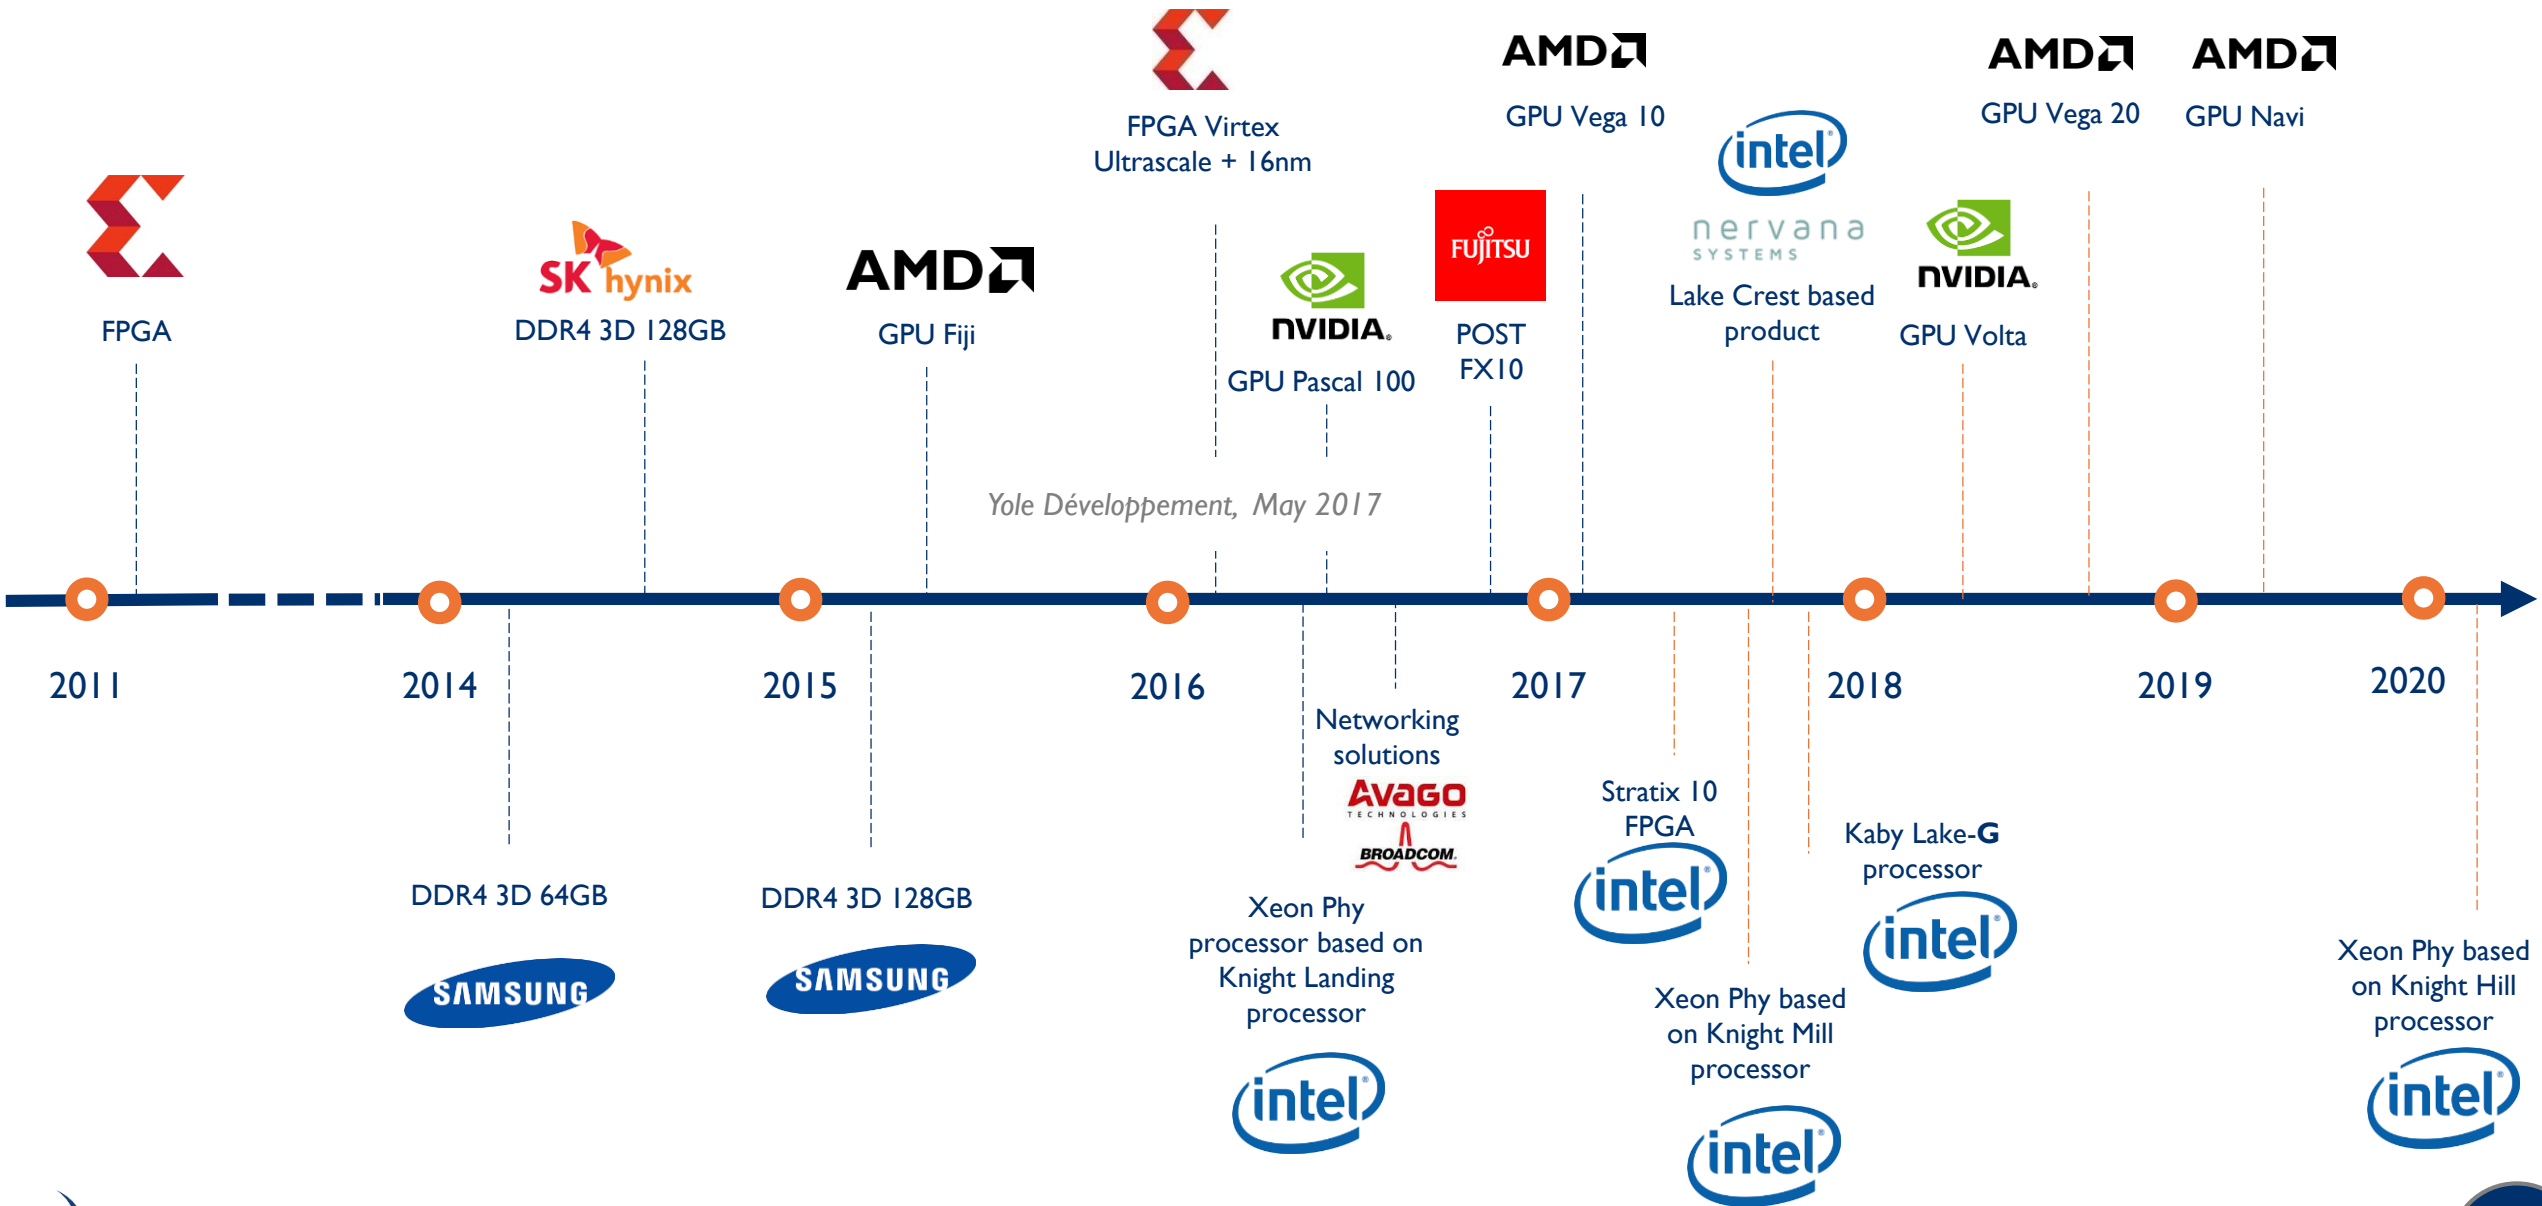 AMD
AMD
AMD
FPGA Virtex
Ultrascale + 16nm
GPU Vega 10
GPU Vega 20
GPU Navi
intel
nervana
SYSTEMS
Lake Crest based
product
FUJITSU
POST
FX10
NVIDIA.
GPU Volta
SK hynix
DDR4 3D 128GB
AMD
GPU Fiji
NVIDIA.
GPU Pascal 100
FPGA
Yole Développement, May 2017
2011
2014
2015
2016
2017
2018
2019
2020
Networking
solutions
AVAGO
TECHNOLOGIES
BROADCOM.
Stratix 10
FPGA
intel
Kaby Lake-G
processor
intel
DDR4 3D 64GB
SAMSUNG
DDR4 3D 128GB
SAMSUNG
Xeon Phy
processor based on
Knight Landing
processor
intel
Xeon Phy based
on Knight Mill
processor
intel
Xeon Phy based
on Knight Hill
processor
intel